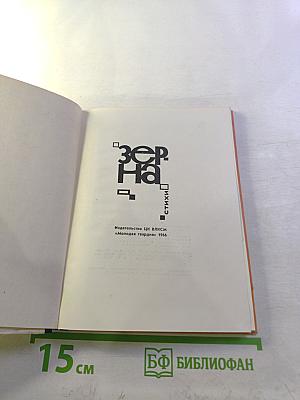 зер-
на
стихи
Издательство ЦК ВЛКСМ
«Молодая гвардия» 1966
15 см
БФ БИБЛИОФАН